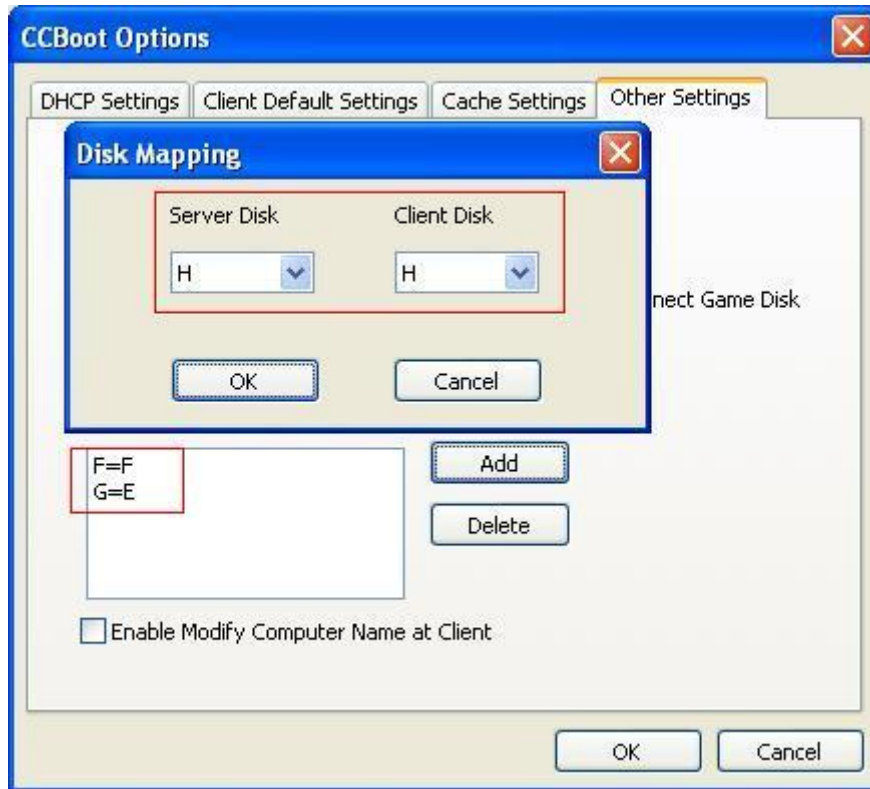 CCBoot Options
DHCP Settings Client Default Settings Cache Settings Other Settings
Disk Mapping
Server Disk Client Disk
H H
nect Game Disk
OK Cancel
F=F
G=E
Add
Delete
Enable Modify Computer Name at Client
OK Cancel